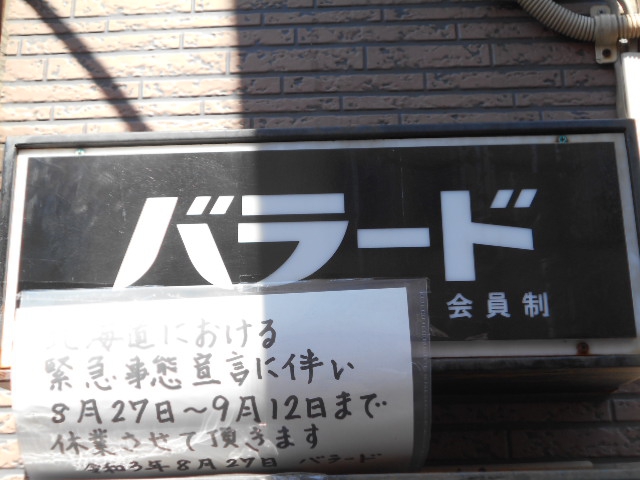 バラード
会員制
北海道における
緊急事態宣言に伴い
8月27日〜9月12日まで
休業させて頂きます
令和3年8月27日 バラード